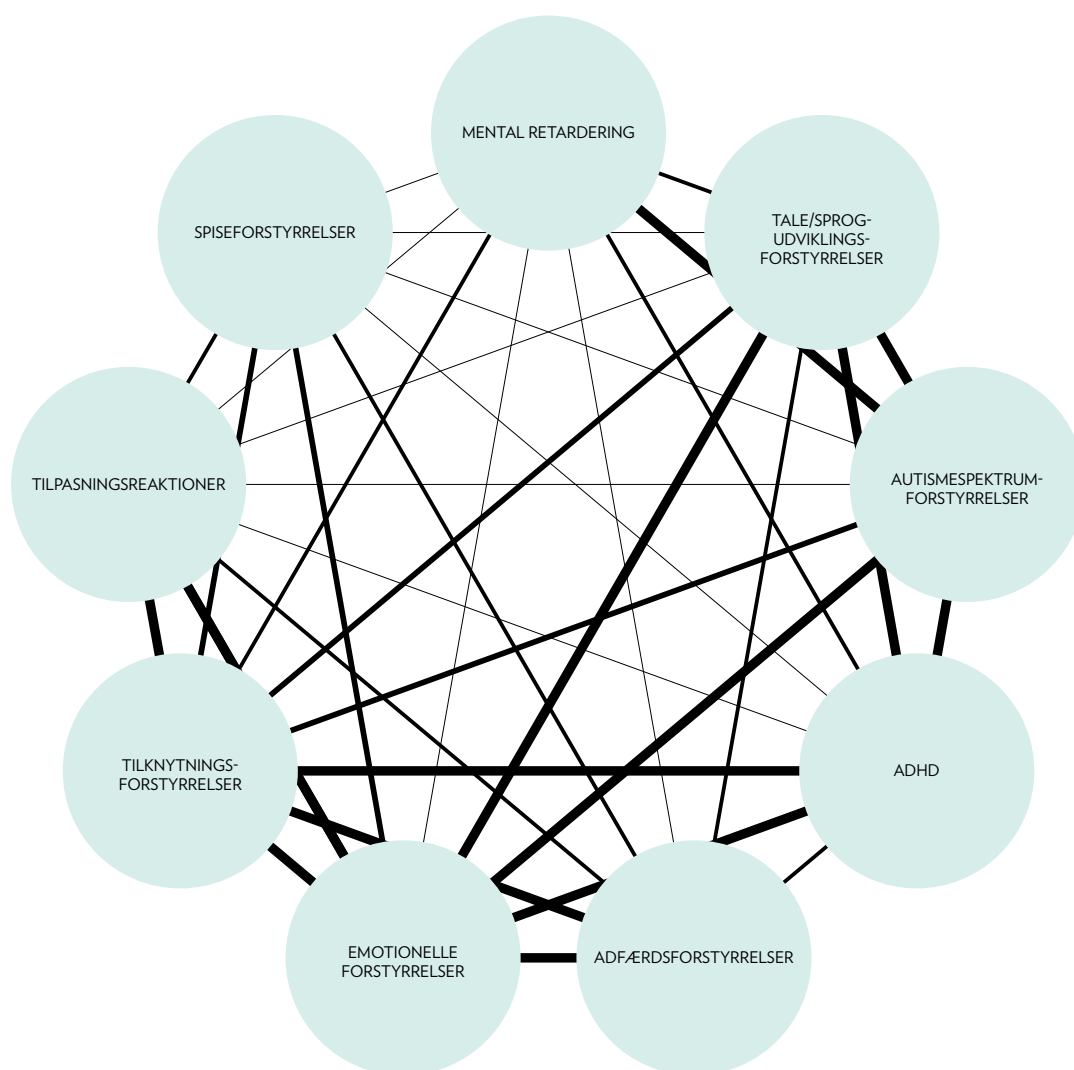 MENTAL RETARDERING
TALE/SPROG-
UDVIKLINGS-
FORSTYRRELSER
SPISEFORSTYRRELSER
TILPASNINGSREAKTIONER
AUTISMESPEKTRUM-
FORSTYRRELSER
TILKNYTNINGS-
FORSTYRRELSER
ADHD
EMOTIONELLE
FORSTYRRELSER
ADFÆRDSFORSTYRRELSER